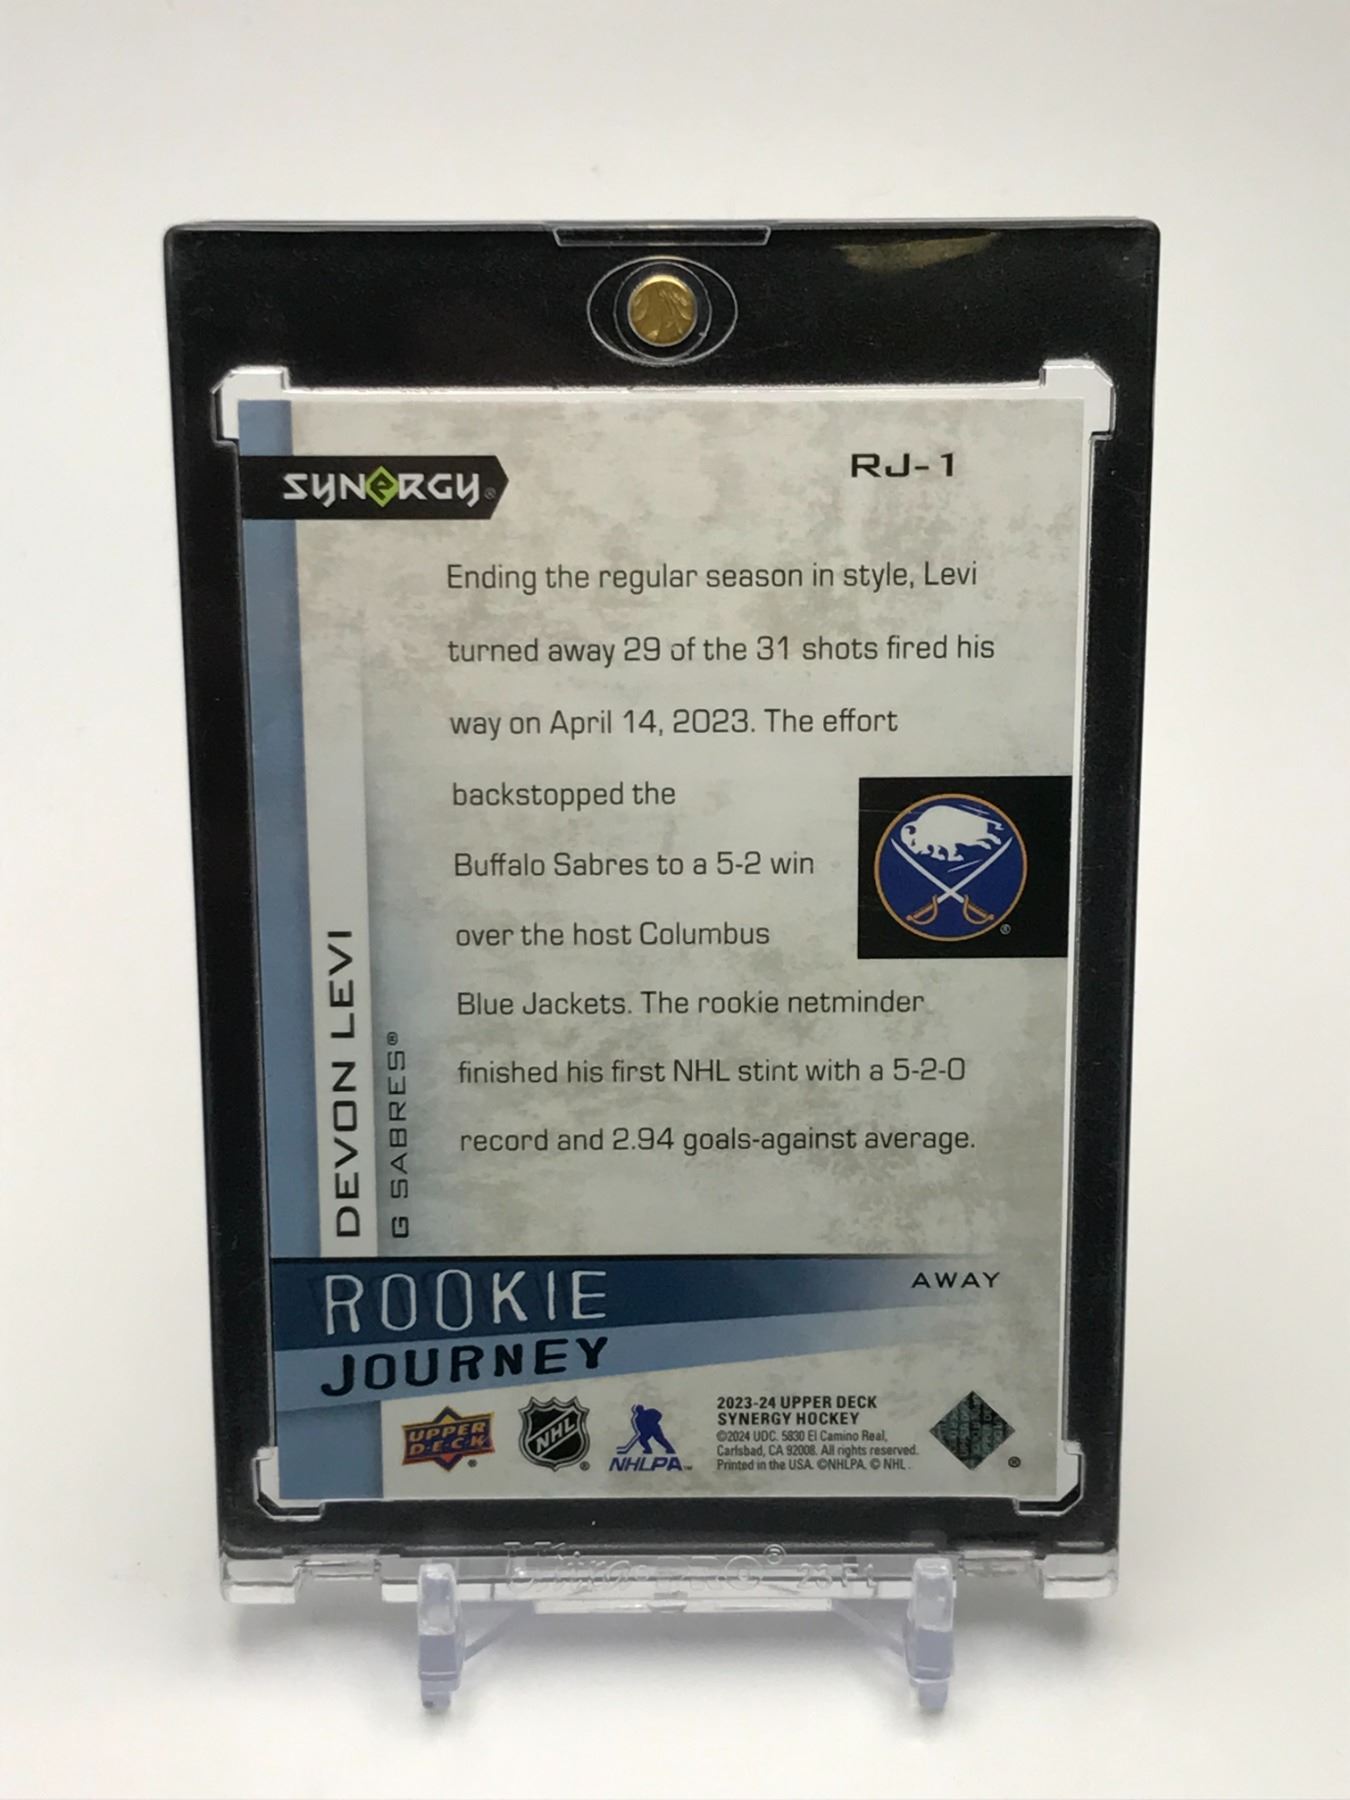 SYNERGY®
RJ-1
Ending the regular season in style, Levi
turned away 29 of the 31 shots fired his
way on April 14, 2023. The effort
backstopped the
Buffalo Sabres to a 5-2 win
over the host Columbus
Blue Jackets. The rookie netminder
finished his first NHL stint with a 5-2-0
record and 2.94 goals-against average.
®
DEVON LEVI
G SABRES®
ROOKIE
JOURNEY
AWAY
UPPER
DECK
®
NHL
®
NHLPA™
2023-24 UPPER DECK
SYNERGY HOCKEY
©2024 UDC. 5830 El Camino Real,
Carlsbad, CA 92008. All rights reserved.
Printed in the USA. ©NHLPA. © NHL.
®
Ultra-PRO®